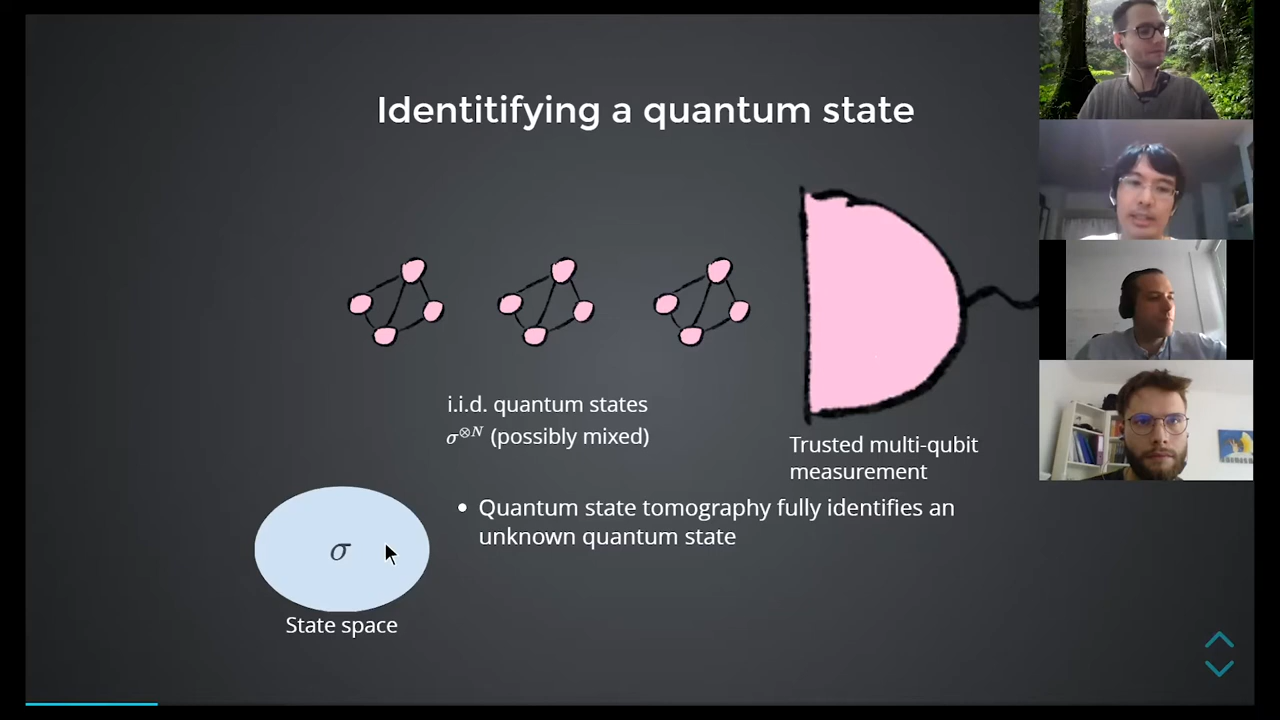 Identitifying a quantum state
i.i.d. quantum states
σ⊗N (possibly mixed)
Trusted multi-qubit
measurement
• Quantum state tomography fully identifies an
unknown quantum state
σ
State space